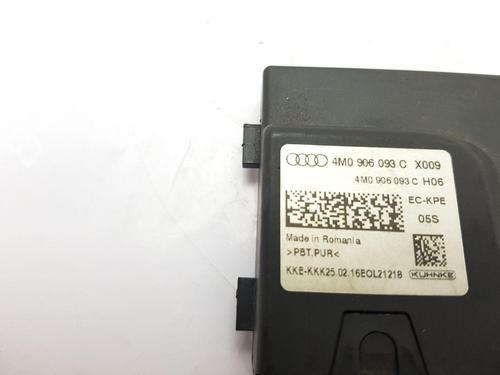 4M0 906 093 C X009
4M0 906 093 C H06
EC-KPE
05S
Made in Romania
>PBT,PUR<
KKE-KKK25.02.16EOL21218
KUHNKE